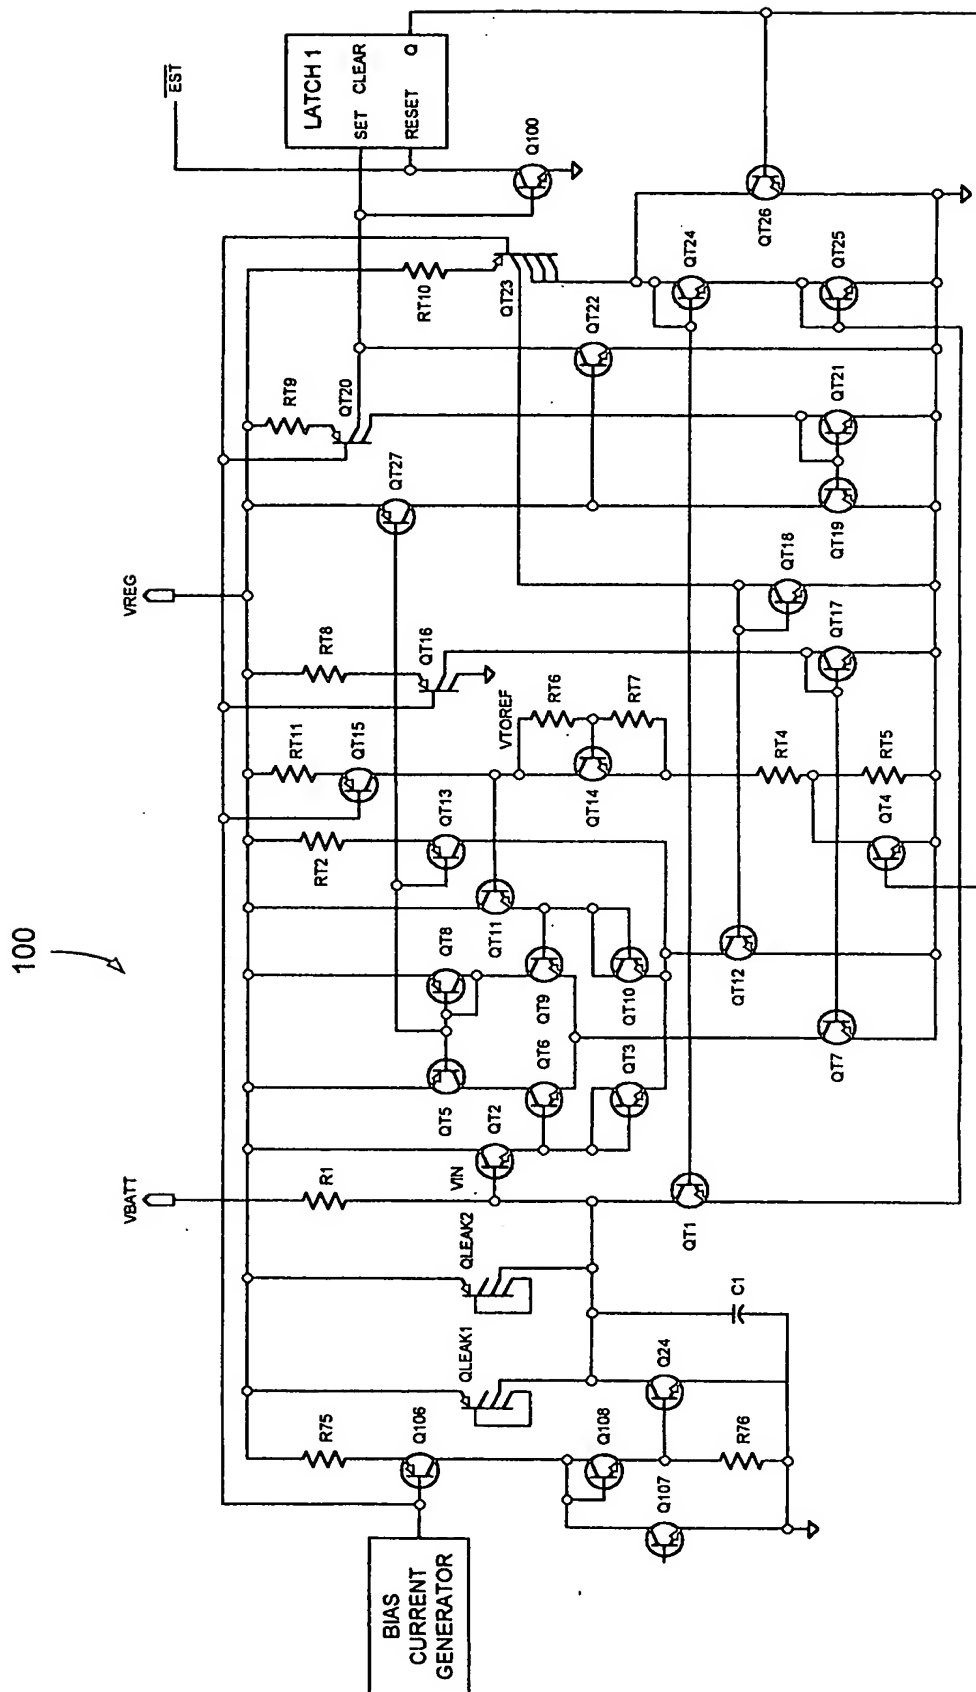 100
BIAS
CURRENT
GENERATOR
VBATT
VREG
EST
LATCH 1
SET
CLEAR
RESET
Q
Q100
R75
Q106
QLEAK1
QLEAK2
R1
VIN
QT2
QT5
QT8
QT6
QT9
QT11
QT3
QT10
RT2
QT13
RT11
QT15
VTOREF
RT6
QT14
RT7
RT8
QT16
QT27
RT9
QT20
RT10
QT23
QT22
QT24
QT26
QT25
QT21
QT19
QT18
QT17
RT4
RT5
QT4
QT12
QT7
QT1
C1
Q24
Q108
R76
Q107